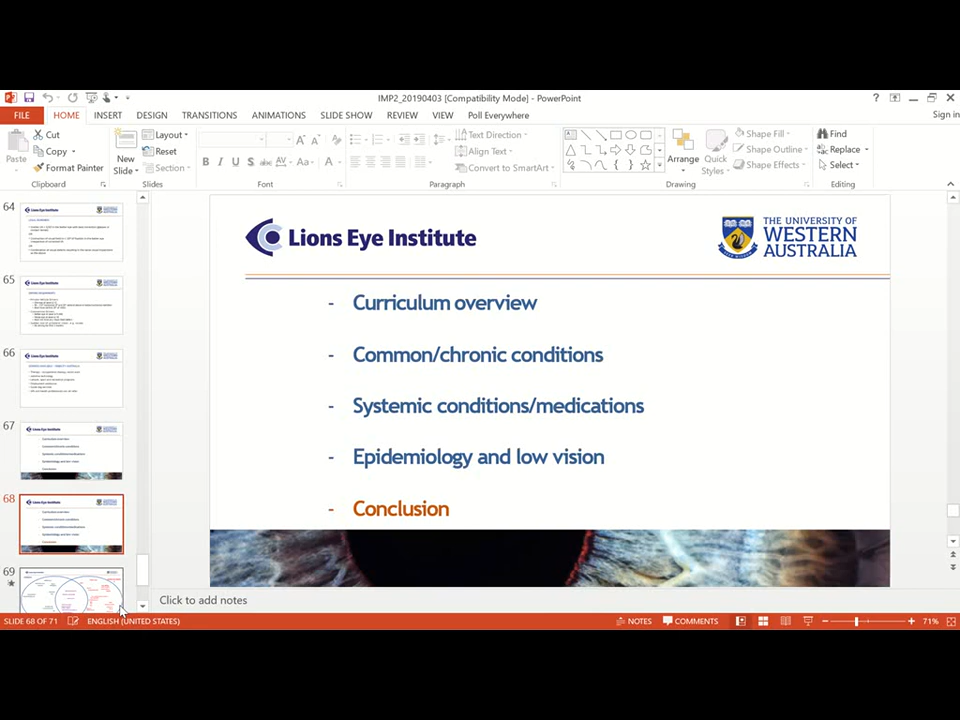 IMP2_20190403 [Compatibility Mode] - PowerPoint
Sign in
FILE HOME INSERT DESIGN TRANSITIONS ANIMATIONS SLIDE SHOW REVIEW VIEW Poll Everywhere
Paste
Cut
Copy
Format Painter
Clipboard
New
Slide
Layout
Reset
Section
Slides
B I U S abc AV Aa A
Font
Text Direction
Align Text
Convert to SmartArt
Paragraph
Arrange
Quick
Styles
Shape Fill
Shape Outline
Shape Effects
Drawing
Find
Replace
Select
Editing
64
65
66
67
68
69
Lions Eye Institute
THE UNIVERSITY OF
WESTERN
AUSTRALIA
- Curriculum overview
- Common/chronic conditions
- Systemic conditions/medications
- Epidemiology and low vision
- Conclusion
Click to add notes
SLIDE 68 OF 71 ENGLISH (UNITED STATES) NOTES COMMENTS 71%